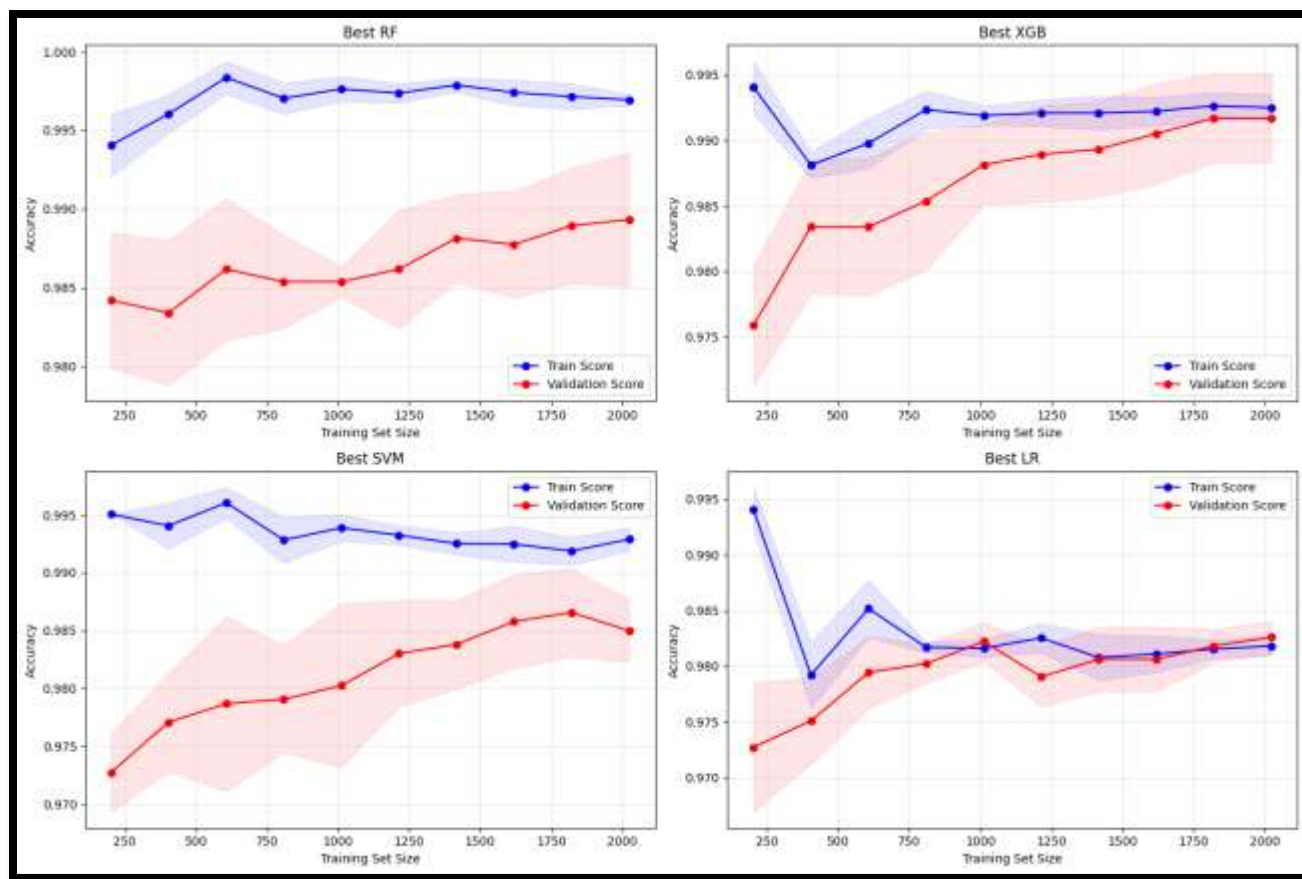 Best RF
1.000
0.995
0.990
0.985
0.980
Accuracy
Train Score
Validation Score
250 500 750 1000 1250 1500 1750 2000
Training Set Size
Best XGB
0.995
0.990
0.985
0.980
0.975
Accuracy
Train Score
Validation Score
250 500 750 1000 1250 1500 1750 2000
Training Set Size
Best SVM
0.995
0.990
0.985
0.980
0.975
0.970
Accuracy
Train Score
Validation Score
250 500 750 1000 1250 1500 1750 2000
Training Set Size
Best LR
0.995
0.990
0.985
0.980
0.975
0.970
Accuracy
Train Score
Validation Score
250 500 750 1000 1250 1500 1750 2000
Training Set Size